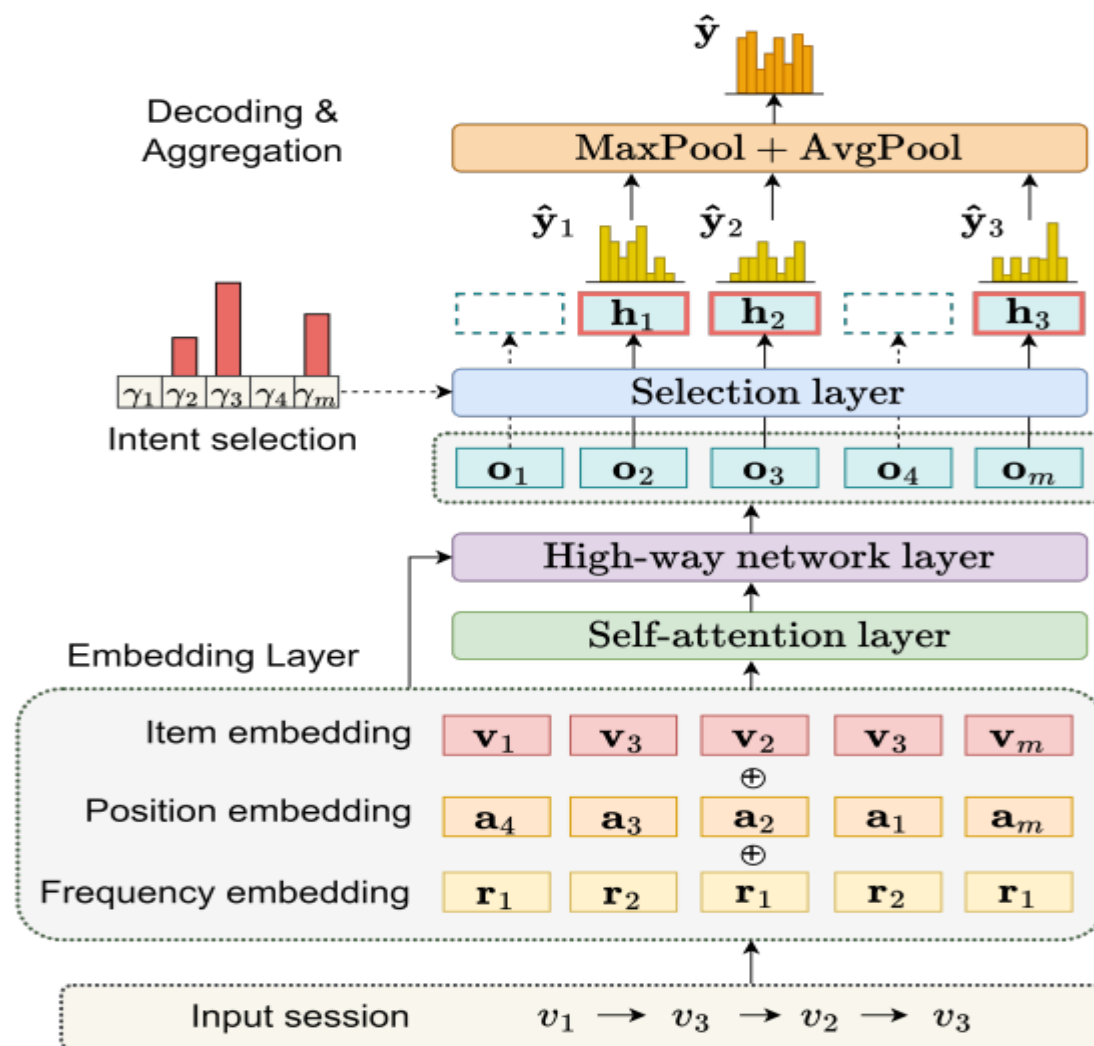 ŷ
Decoding &
Aggregation
MaxPool + AvgPool
ŷ₁ ŷ₂ ŷ₃
h₁ h₂ h₃
γ₁ γ₂ γ₃ γ₄ γₘ
Selection layer
Intent selection
o₁ o₂ o₃ o₄ oₘ
High-way network layer
Self-attention layer
Embedding Layer
Item embedding v₁ v₃ v₂ v₃ vₘ
⊕
Position embedding a₄ a₃ a₂ a₁ aₘ
⊕
Frequency embedding r₁ r₂ r₁ r₂ r₁
Input session v₁ → v₃ → v₂ → v₃